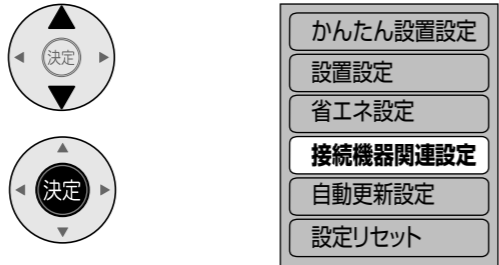 決定
決定
かんたん設置設定
設置設定
省エネ設定
接続機器関連設定
自動更新設定
設定リセット